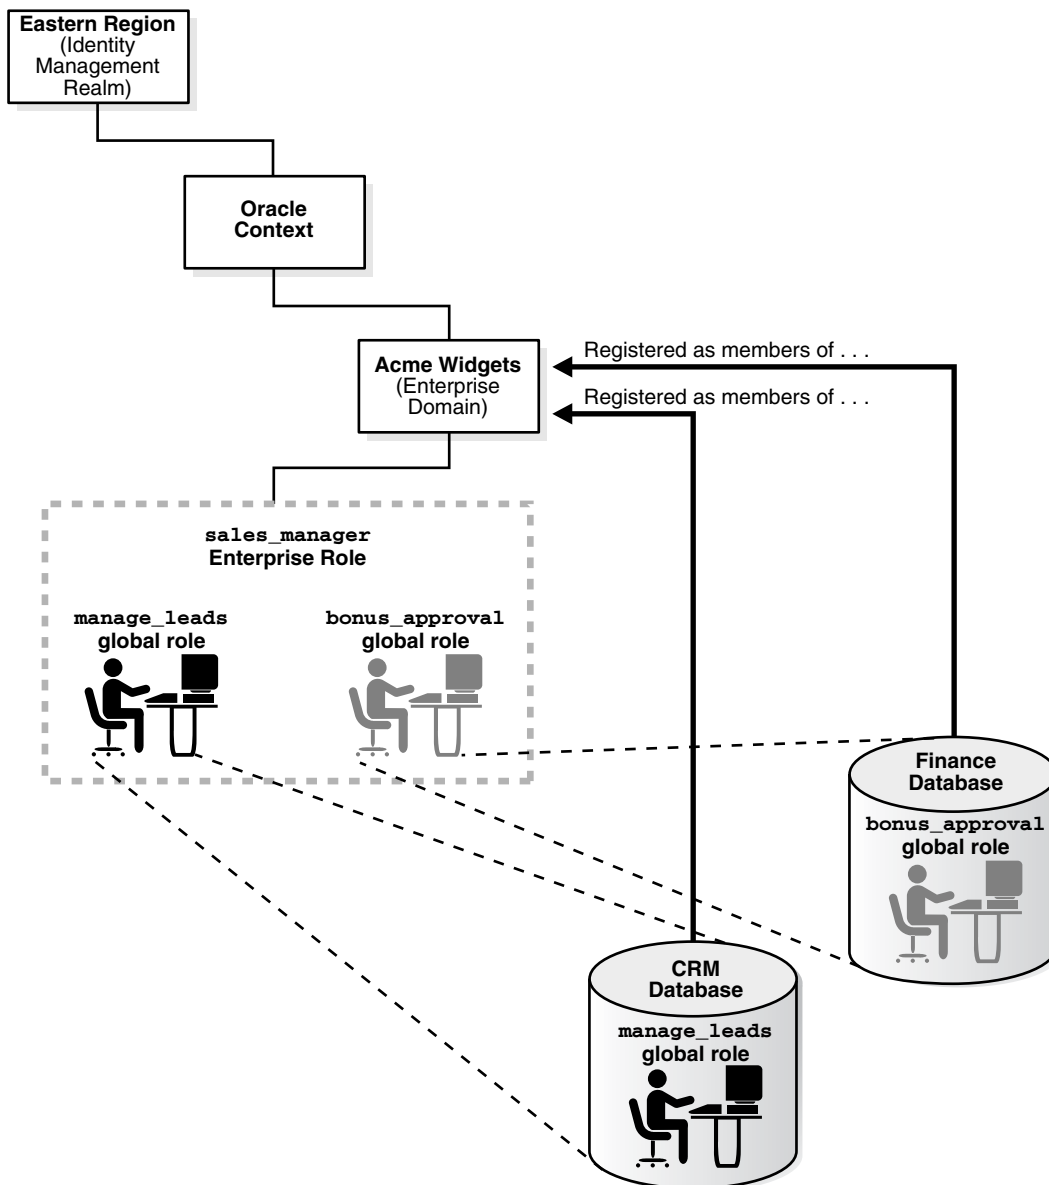 Eastern Region
(Identity
Management
Realm)
Oracle
Context
Acme Widgets
(Enterprise
Domain)
Registered as members of . . .
Registered as members of . . .
sales_manager
Enterprise Role
manage_leads
global role
bonus_approval
global role
Finance
Database
bonus_approval
global role
CRM
Database
manage_leads
global role